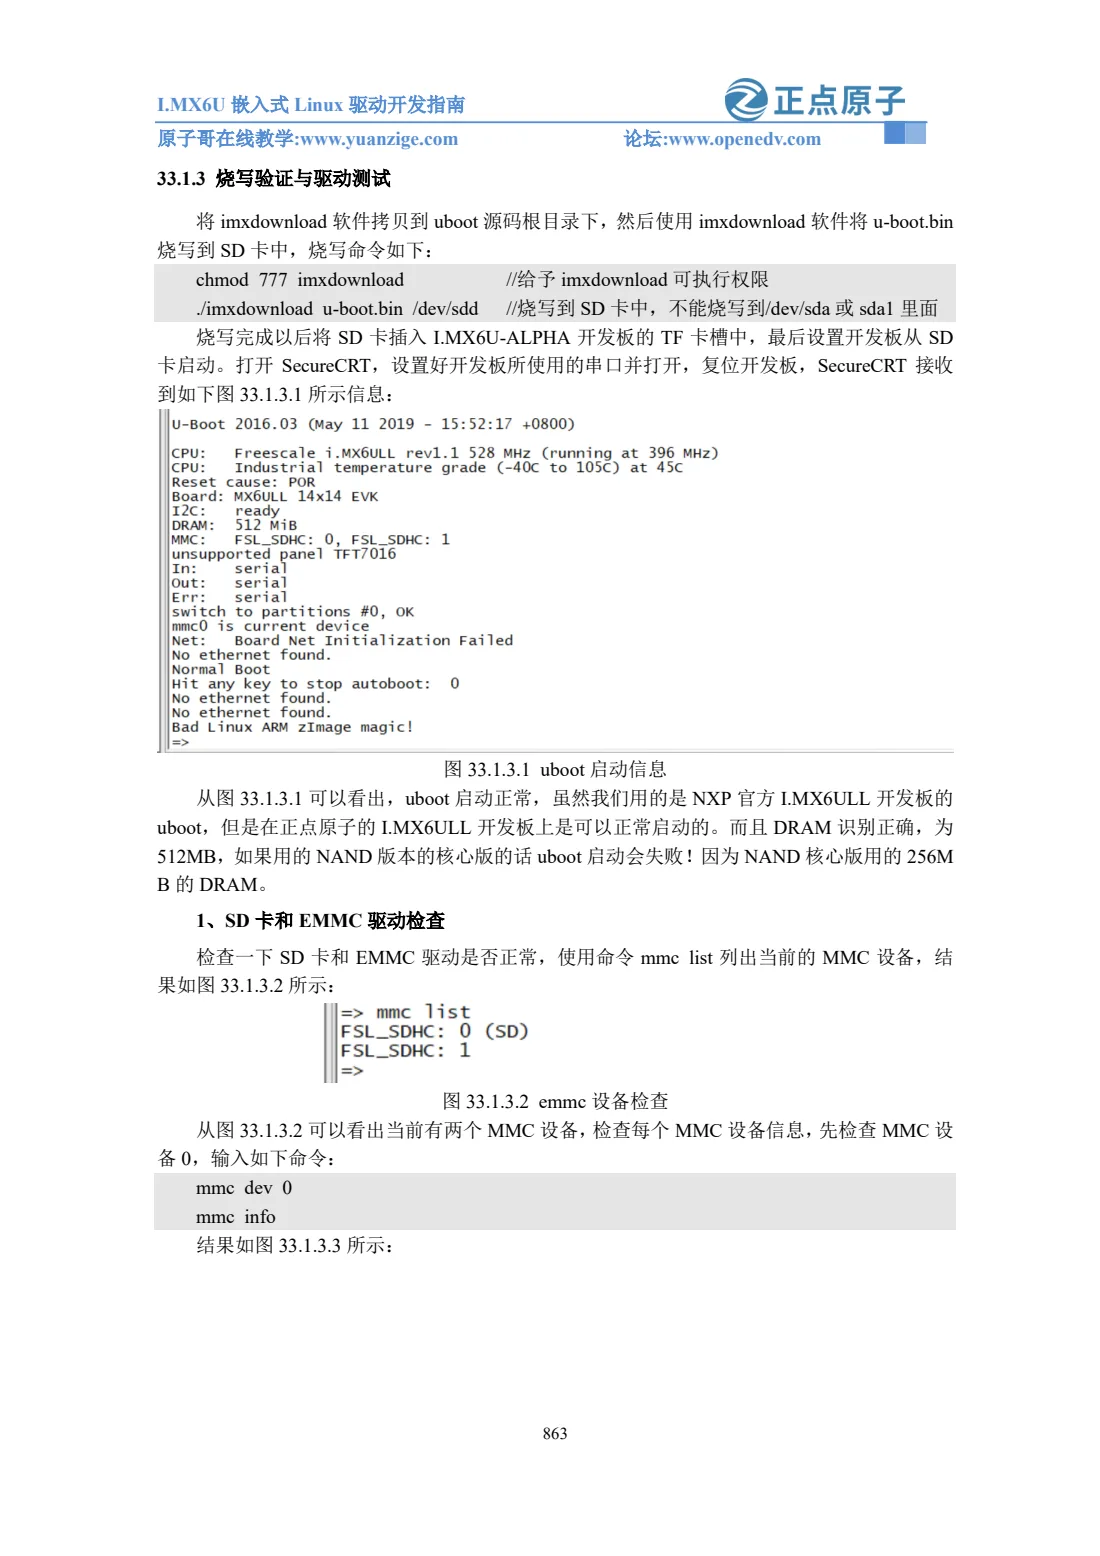 I.MX6U 嵌入式 Linux 驱动开发指南
正点原子
原子哥在线教学:www.yuanzige.com 论坛:www.openedv.com
33.1.3 烧写验证与驱动测试
将 imxdownload 软件拷贝到 uboot 源码根目录下，然后使用 imxdownload 软件将 u-boot.bin
烧写到 SD 卡中，烧写命令如下：
chmod 777 imxdownload //给予 imxdownload 可执行权限
./imxdownload u-boot.bin /dev/sdd //烧写到 SD 卡中，不能烧写到/dev/sda 或 sda1 里面
烧写完成以后将 SD 卡插入 I.MX6U-ALPHA 开发板的 TF 卡槽中，最后设置开发板从 SD
卡启动。打开 SecureCRT，设置好开发板所使用的串口并打开，复位开发板，SecureCRT 接收
到如下图 33.1.3.1 所示信息：
U-Boot 2016.03 (May 11 2019 - 15:52:17 +0800)
CPU: Freescale i.MX6ULL rev1.1 528 MHz (running at 396 MHz)
CPU: Industrial temperature grade (-40C to 105C) at 45C
Reset cause: POR
Board: MX6ULL 14x14 EVK
I2C: ready
DRAM: 512 MiB
MMC: FSL_SDHC: 0, FSL_SDHC: 1
unsupported panel TFT7016
In: serial
Out: serial
Err: serial
switch to partitions #0, OK
mmc0 is current device
Net: Board Net Initialization Failed
No ethernet found.
Normal Boot
Hit any key to stop autoboot: 0
No ethernet found.
No ethernet found.
Bad Linux ARM zImage magic!
=>
图 33.1.3.1 uboot 启动信息
从图 33.1.3.1 可以看出，uboot 启动正常，虽然我们用的是 NXP 官方 I.MX6ULL 开发板的
uboot，但是在正点原子的 I.MX6ULL 开发板上是可以正常启动的。而且 DRAM 识别正确，为
512MB，如果用的 NAND 版本的核心版的话 uboot 启动会失败！因为 NAND 核心版用的 256M
B 的 DRAM。
1、SD 卡和 EMMC 驱动检查
检查一下 SD 卡和 EMMC 驱动是否正常，使用命令 mmc list 列出当前的 MMC 设备，结
果如图 33.1.3.2 所示：
=> mmc list
FSL_SDHC: 0 (SD)
FSL_SDHC: 1
=>
图 33.1.3.2 emmc 设备检查
从图 33.1.3.2 可以看出当前有两个 MMC 设备，检查每个 MMC 设备信息，先检查 MMC 设
备 0，输入如下命令：
mmc dev 0
mmc info
结果如图 33.1.3.3 所示：
863